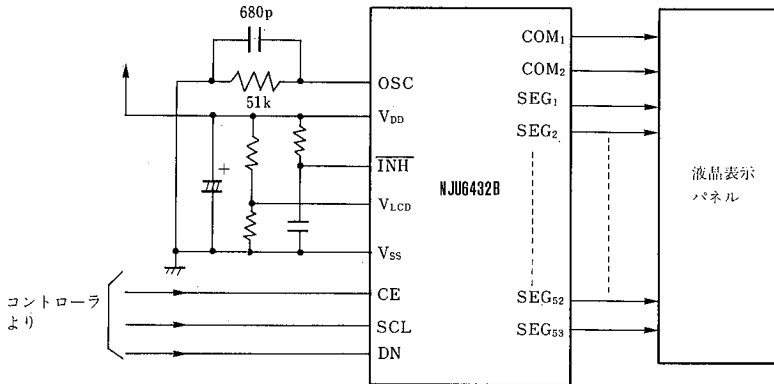 680p
51k
OSC
V_DD
I̅N̅H̅
V_LCD
V_SS
コントローラ
より
CE
SCL
DN
NJU6432B
COM₁
COM₂
SEG₁
SEG₂
SEG₅₂
SEG₅₃
液晶表示
パネル